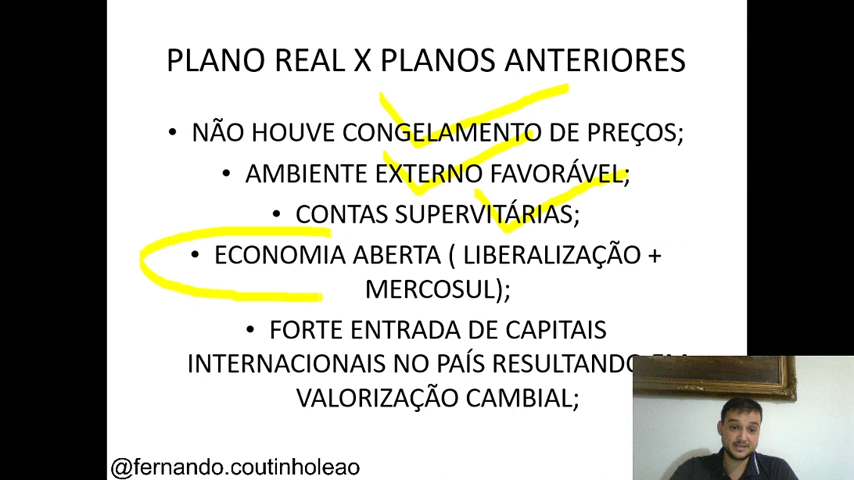 PLANO REAL X PLANOS ANTERIORES
• NÃO HOUVE CONGELAMENTO DE PREÇOS;
• AMBIENTE EXTERNO FAVORÁVEL;
• CONTAS SUPERVITÁRIAS;
• ECONOMIA ABERTA ( LIBERALIZAÇÃO +
MERCOSUL);
• FORTE ENTRADA DE CAPITAIS
INTERNACIONAIS NO PAÍS RESULTANDO
VALORIZAÇÃO CAMBIAL;
@fernando.coutinholeao